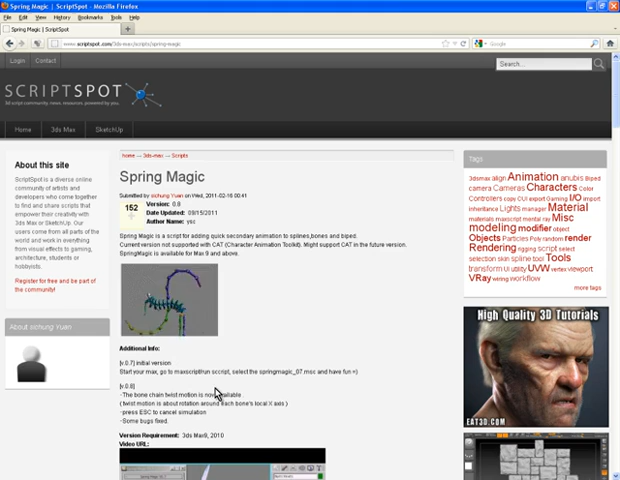 Spring Magic | ScriptSpot - Mozilla Firefox
File Edit View History Bookmarks Tools Help
Spring Magic | ScriptSpot
www.scriptspot.com/3ds-max/scripts/spring-magic
Google
Login Contact
Search...
SCRIPTSPOT
3d script community, news, resources, powered by you.
Home 3ds Max SketchUp
About this site
ScriptSpot is a diverse online
community of artists and
developers who come together
to find and share scripts that
empower their creativity with
3ds Max or SketchUp. Our
users come from all parts of the
world and work in everything
from visual effects to gaming,
architecture, students or
hobbyists.
Register for free and be part of
the community!
About sichung Yuan
home → 3ds-max → Scripts
Spring Magic
Submitted by sichung Yuan on Wed, 2011-02-16 00:41
152
Version: 0.8
Date Updated: 09/15/2011
Author Name: ysc
Spring Magic is a script for adding quick secondary animation to splines,bones and biped.
Current version not supported with CAT (Character Animation Toolkit). Might support CAT in the future version.
SpringMagic is available for Max 9 and above.
Additional Info:
[v.0.7] initial version
Start your max, go to maxscript\run sccript, select the springmagic_07.msc and have fun =)
[v.0.8]
-The bone chain twist motion is now available
( twist motion is about rotation around each bone's local X axis )
-press ESC to cancel simulation
-Some bugs fixed.
Version Requirement: 3ds Max9, 2010
Video URL:
Tags
3dsmax align Animation anubis Biped
camera Cameras Characters Color
Controllers copy CUI export Gaming I/O Import
inheritance Lights manager Material
materials maxscript mental ray Misc
modeling modifier object
Objects Particles Poly random render
Rendering rigging script select
selection skin spline tool Tools
transform UI utility UVW vertex viewport
VRay wiring workflow
more tags
High Quality 3D Tutorials
EAT3D.COM